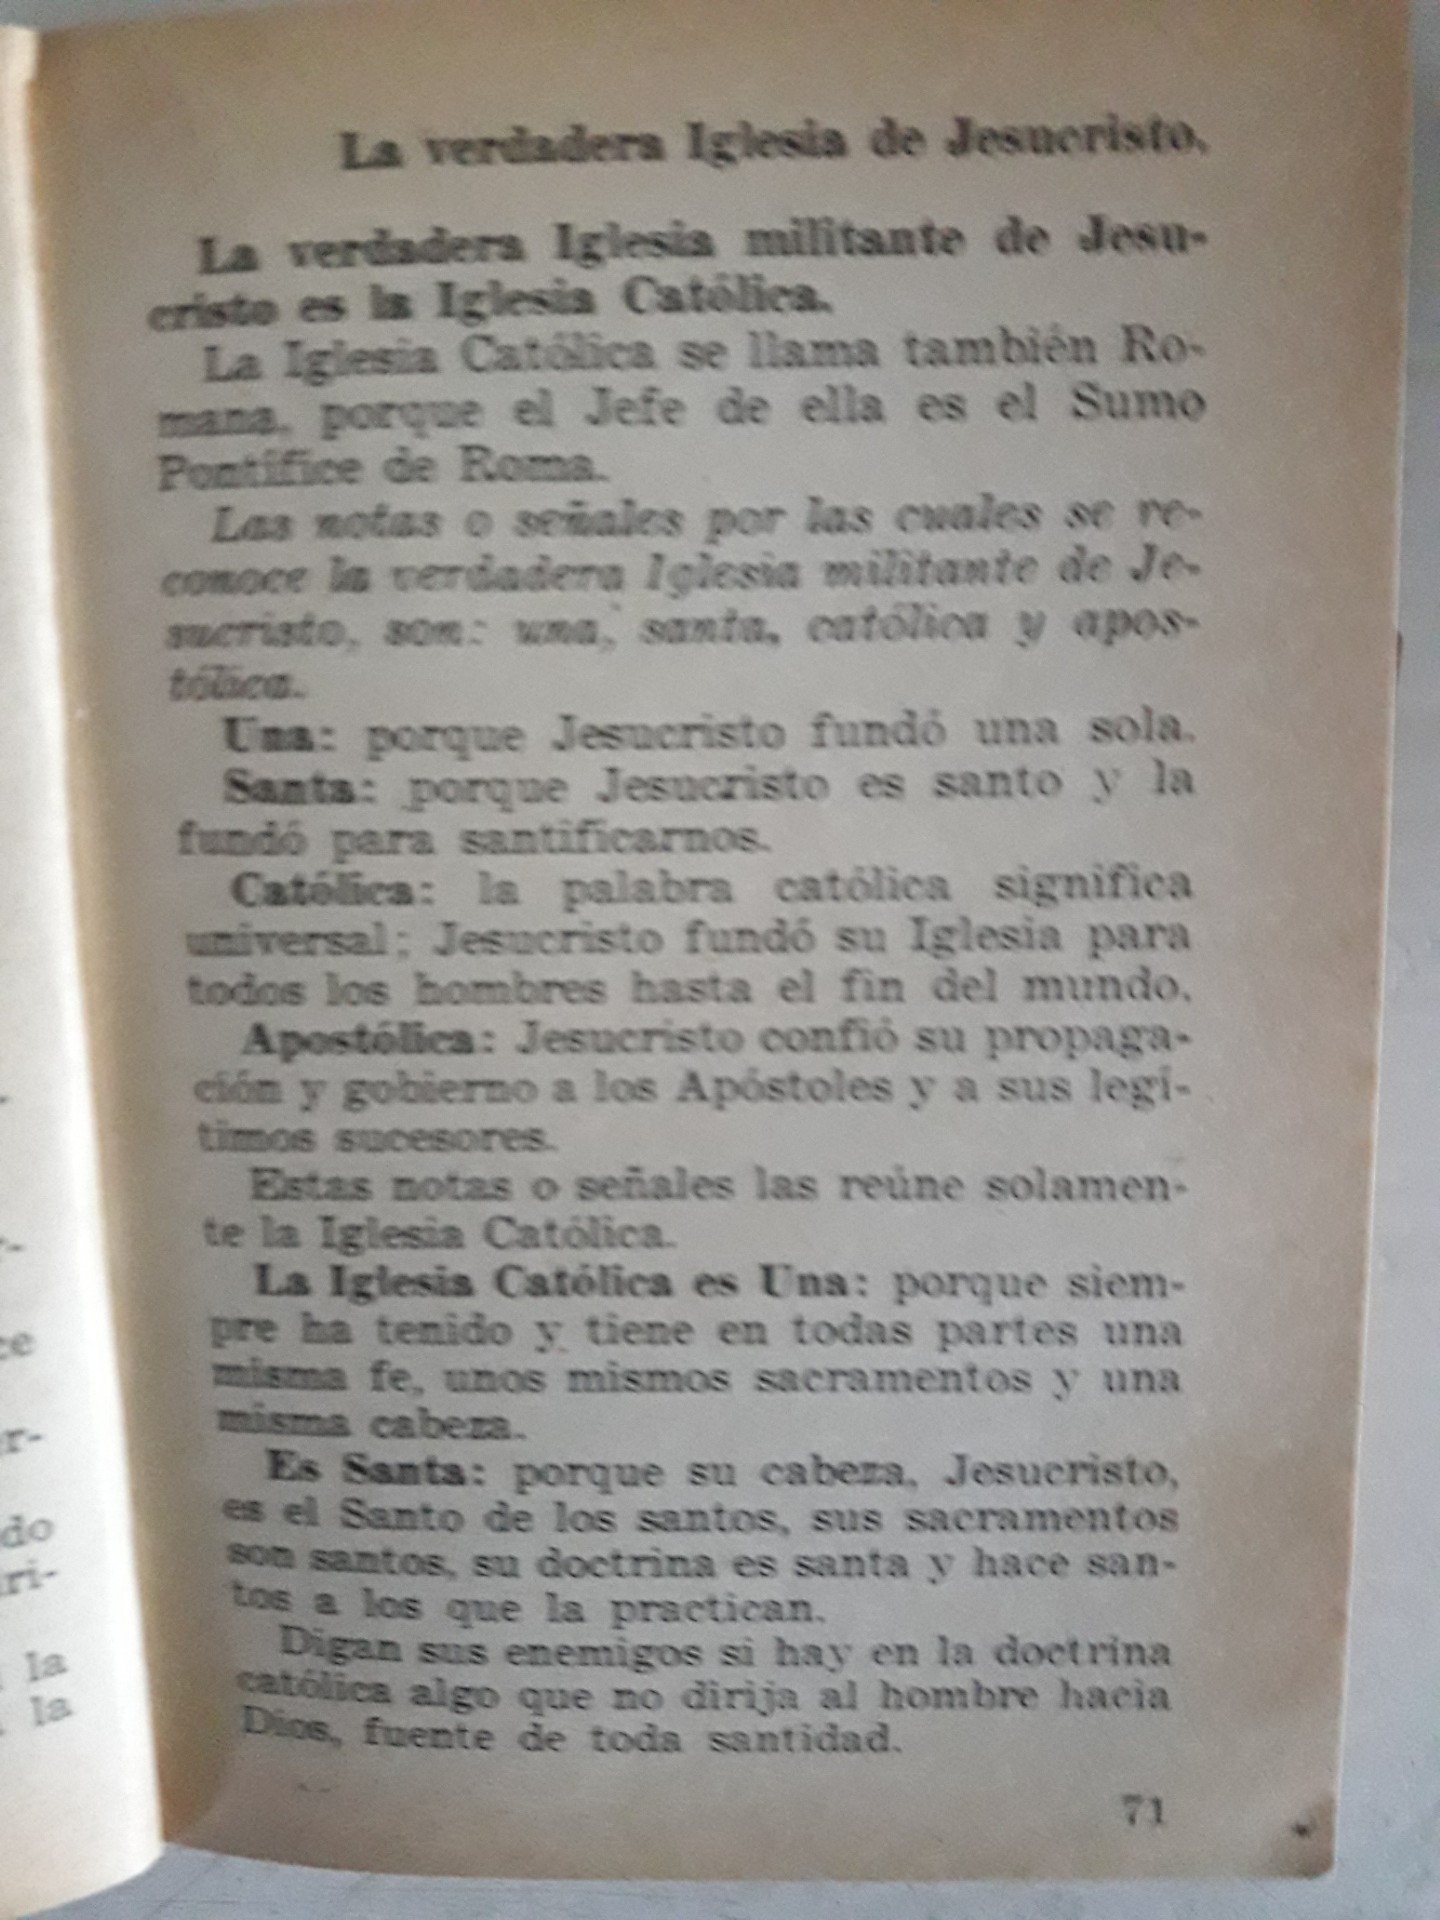 La verdadera Iglesia de Jesucristo.
La verdadera Iglesia militante de Jesu-
cristo es la Iglesia Católica.
La Iglesia Católica se llama también Ro-
mana, porque el Jefe de ella es el Sumo
Pontífice de Roma.
Las notas o señales por las cuales se re-
conoce la verdadera Iglesia militante de Je-
sucristo, son: una, santa, católica y apos-
tólica.
Una: porque Jesucristo fundó una sola.
Santa: porque Jesucristo es santo y la
fundó para santificarnos.
Católica: la palabra católica significa
universal; Jesucristo fundó su Iglesia para
todos los hombres hasta el fin del mundo.
Apostólica: Jesucristo confió su propaga-
ción y gobierno a los Apóstoles y a sus legí-
timos sucesores.
Estas notas o señales las reúne solamen-
te la Iglesia Católica.
La Iglesia Católica es Una: porque siem-
pre ha tenido y tiene en todas partes una
misma fe, unos mismos sacramentos y una
misma cabeza.
Es Santa: porque su cabeza, Jesucristo,
es el Santo de los santos, sus sacramentos
son santos, su doctrina es santa y hace san-
tos a los que la practican.
Digan sus enemigos si hay en la doctrina
católica algo que no dirija al hombre hacia
Dios, fuente de toda santidad.
71